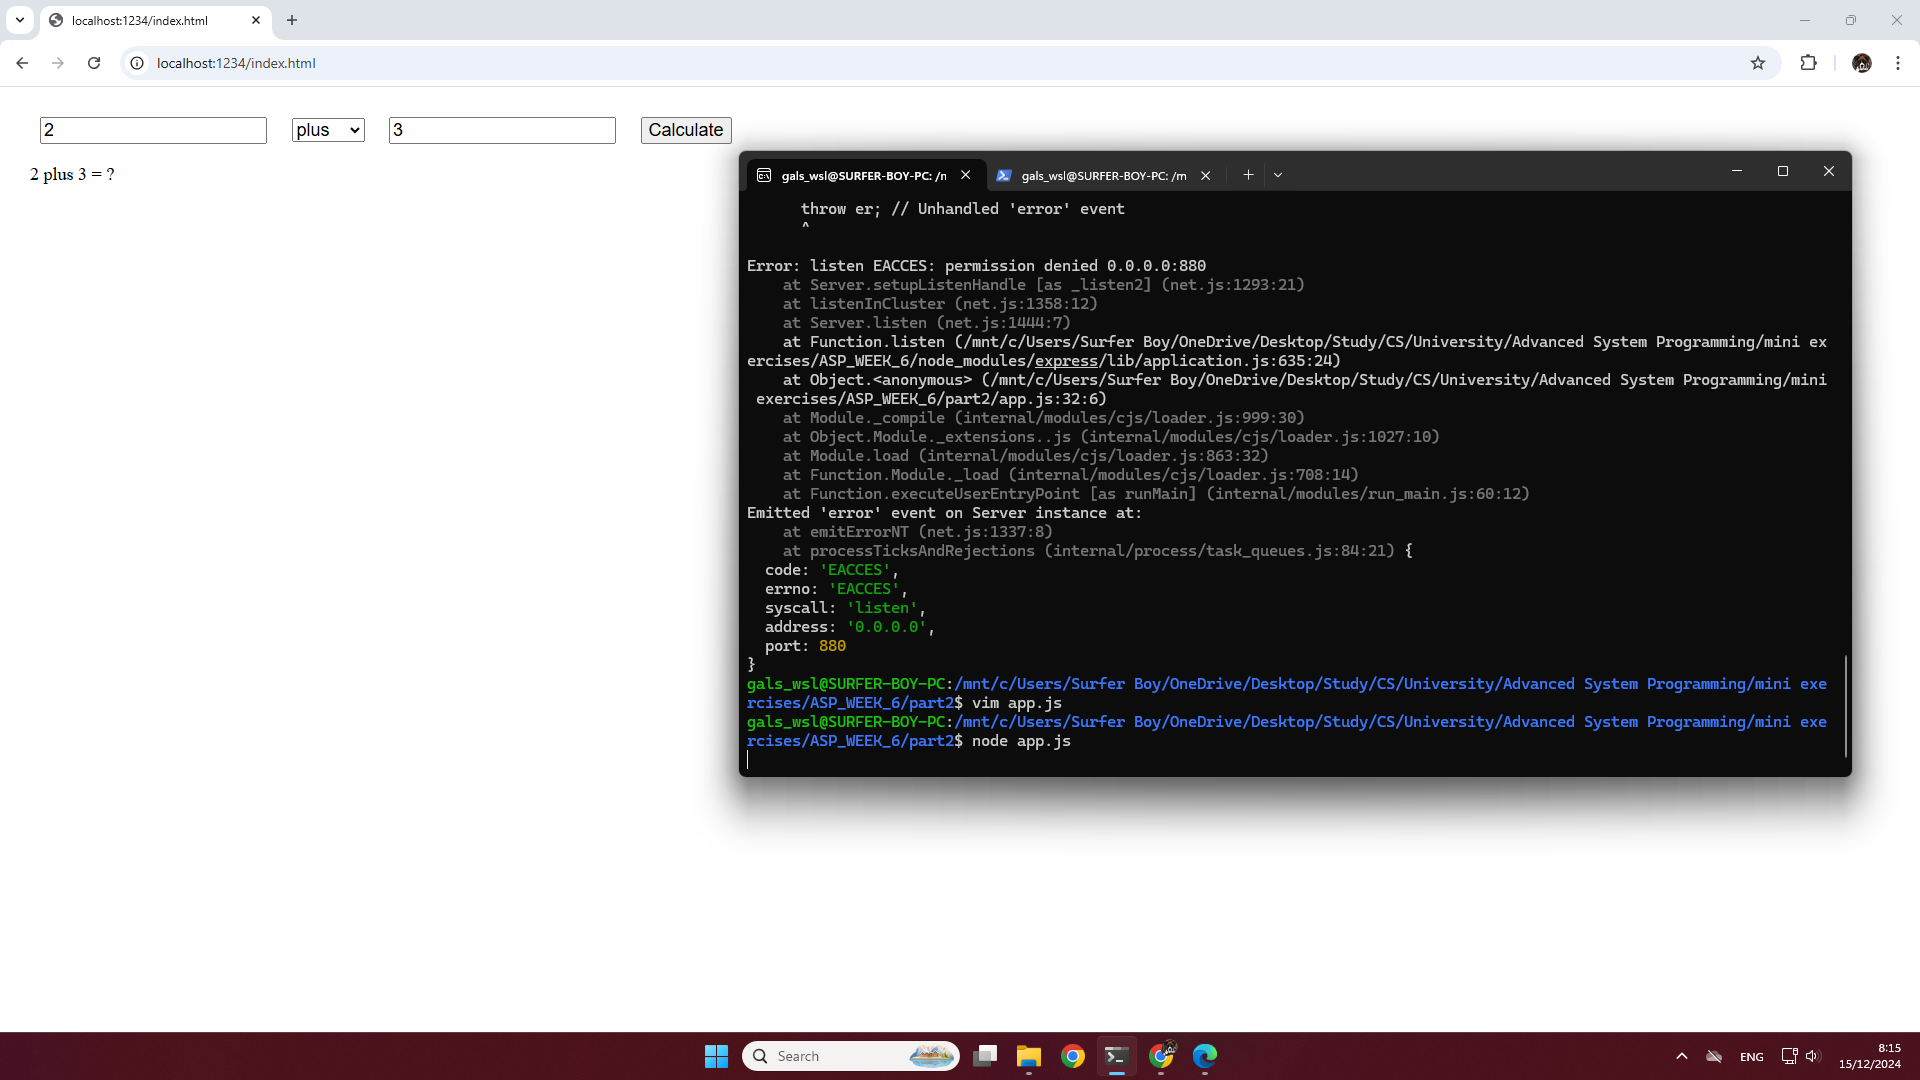 localhost:1234/index.html
localhost:1234/index.html
2 plus 3 Calculate
2 plus 3 = ?
gals_wsl@SURFER-BOY-PC: /n gals_wsl@SURFER-BOY-PC: /m
throw er; // Unhandled 'error' event
^
Error: listen EACCES: permission denied 0.0.0.0:880
at Server.setupListenHandle [as _listen2] (net.js:1293:21)
at listenInCluster (net.js:1358:12)
at Server.listen (net.js:1444:7)
at Function.listen (/mnt/c/Users/Surfer Boy/OneDrive/Desktop/Study/CS/University/Advanced System Programming/mini ex
ercises/ASP_WEEK_6/node_modules/express/lib/application.js:635:24)
at Object.<anonymous> (/mnt/c/Users/Surfer Boy/OneDrive/Desktop/Study/CS/University/Advanced System Programming/mini
exercises/ASP_WEEK_6/part2/app.js:32:6)
at Module._compile (internal/modules/cjs/loader.js:999:30)
at Object.Module._extensions..js (internal/modules/cjs/loader.js:1027:10)
at Module.load (internal/modules/cjs/loader.js:863:32)
at Function.Module._load (internal/modules/cjs/loader.js:708:14)
at Function.executeUserEntryPoint [as runMain] (internal/modules/run_main.js:60:12)
Emitted 'error' event on Server instance at:
at emitErrorNT (net.js:1337:8)
at processTicksAndRejections (internal/process/task_queues.js:84:21) {
code: 'EACCES',
errno: 'EACCES',
syscall: 'listen',
address: '0.0.0.0',
port: 880
}
gals_wsl@SURFER-BOY-PC:/mnt/c/Users/Surfer Boy/OneDrive/Desktop/Study/CS/University/Advanced System Programming/mini exe
rcises/ASP_WEEK_6/part2$ vim app.js
gals_wsl@SURFER-BOY-PC:/mnt/c/Users/Surfer Boy/OneDrive/Desktop/Study/CS/University/Advanced System Programming/mini exe
rcises/ASP_WEEK_6/part2$ node app.js
Search
ENG
8:15
15/12/2024